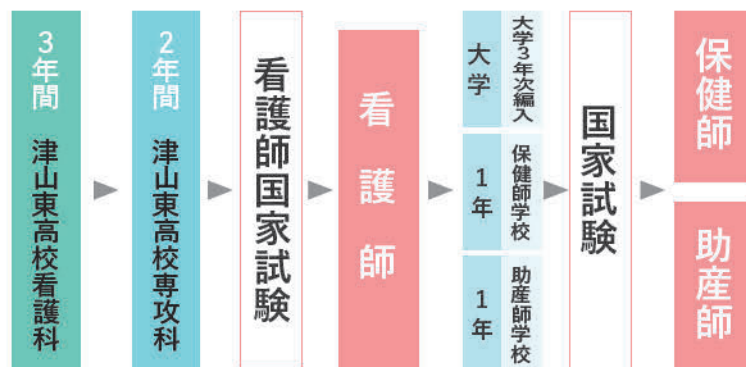 3年間 津山東高校看護科
2年間 津山東高校専攻科
看護師国家試験
看護師
大学
大学3年次編入
1年
保健師学校
1年
助産師学校
国家試験
保健師
助産師